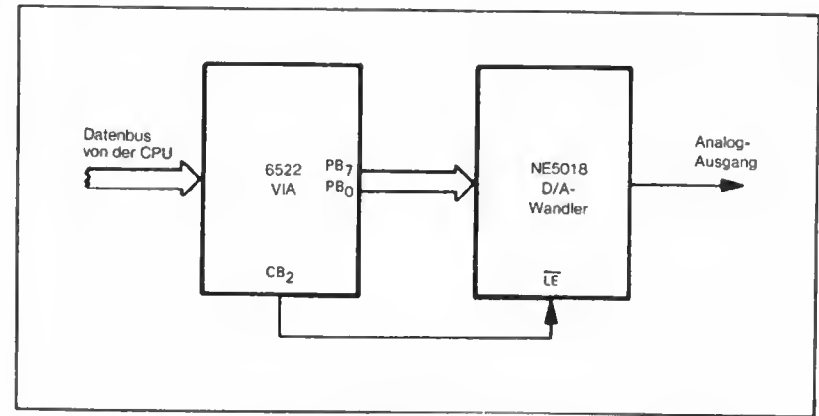 Datenbus
von der CPU
6522
VIA
PB7
PB0
CB2
NE5018
D/A-
Wandler
LE
Analog-
Ausgang